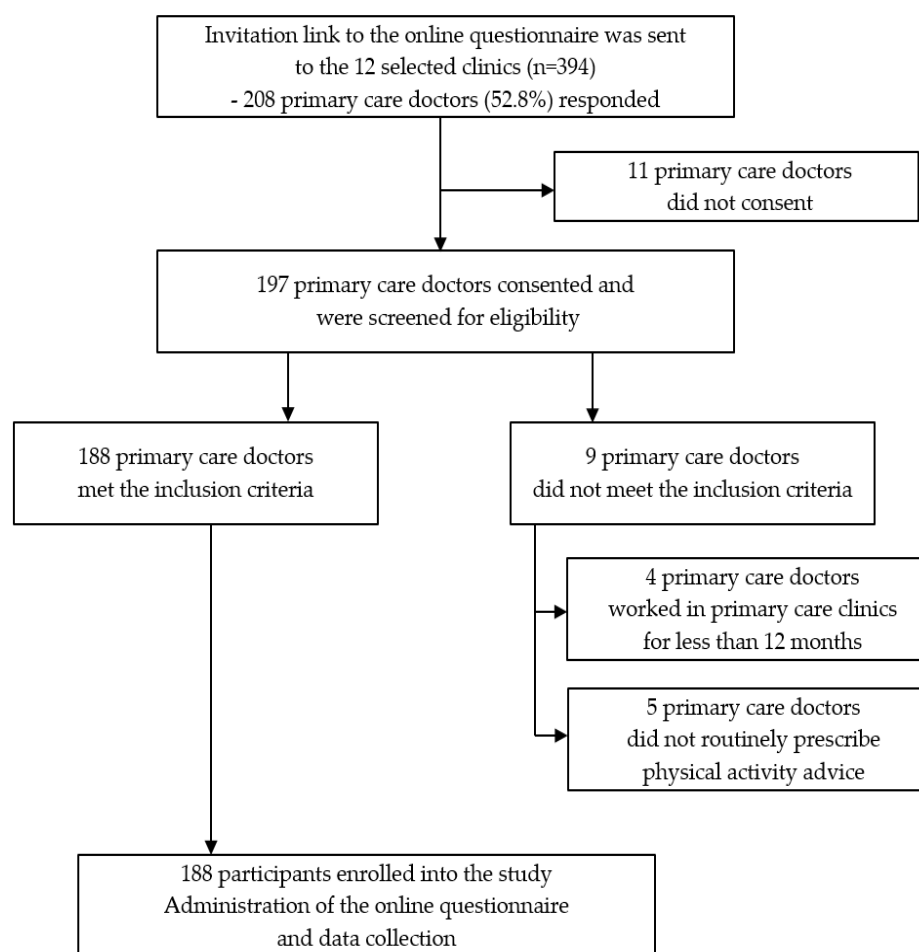 Invitation link to the online questionnaire was sent
to the 12 selected clinics (n=394)
- 208 primary care doctors (52.8%) responded
11 primary care doctors
did not consent
197 primary care doctors consented and
were screened for eligibility
188 primary care doctors
met the inclusion criteria
9 primary care doctors
did not meet the inclusion criteria
4 primary care doctors
worked in primary care clinics
for less than 12 months
5 primary care doctors
did not routinely prescribe
physical activity advice
188 participants enrolled into the study
Administration of the online questionnaire
and data collection